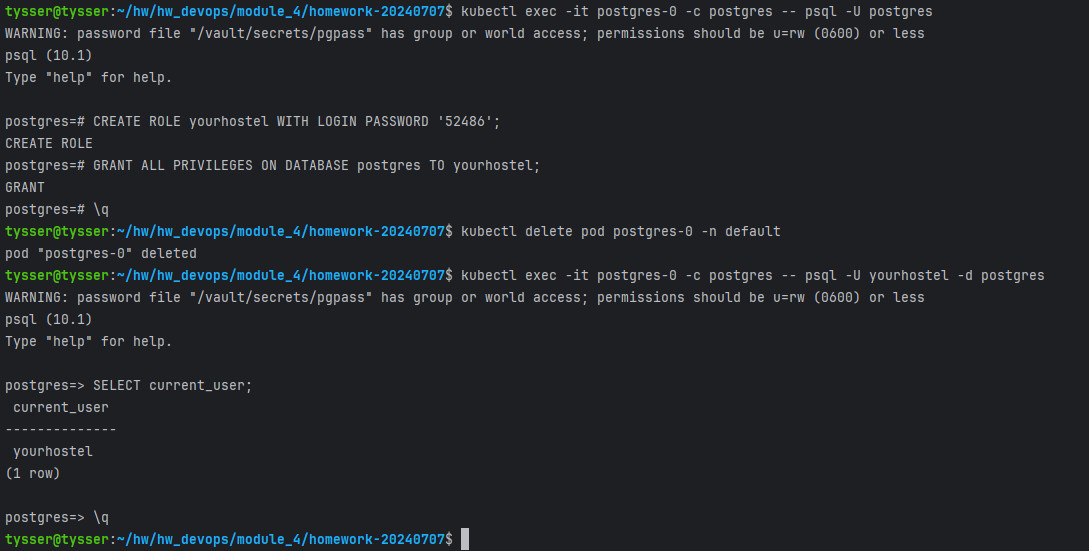 tysser@tysser:~/hw/hw_devops/module_4/homework-20240707$ kubectl exec -it postgres-0 -c postgres -- psql -U postgres
WARNING: password file "/vault/secrets/pgpass" has group or world access; permissions should be u=rw (0600) or less
psql (10.1)
Type "help" for help.
postgres=# CREATE ROLE yourhostel WITH LOGIN PASSWORD '52486';
CREATE ROLE
postgres=# GRANT ALL PRIVILEGES ON DATABASE postgres TO yourhostel;
GRANT
postgres=# \q
tysser@tysser:~/hw/hw_devops/module_4/homework-20240707$ kubectl delete pod postgres-0 -n default
pod "postgres-0" deleted
tysser@tysser:~/hw/hw_devops/module_4/homework-20240707$ kubectl exec -it postgres-0 -c postgres -- psql -U yourhostel -d postgres
WARNING: password file "/vault/secrets/pgpass" has group or world access; permissions should be u=rw (0600) or less
psql (10.1)
Type "help" for help.
postgres=> SELECT current_user;
 current_user
--------------
 yourhostel
(1 row)
postgres=> \q
tysser@tysser:~/hw/hw_devops/module_4/homework-20240707$